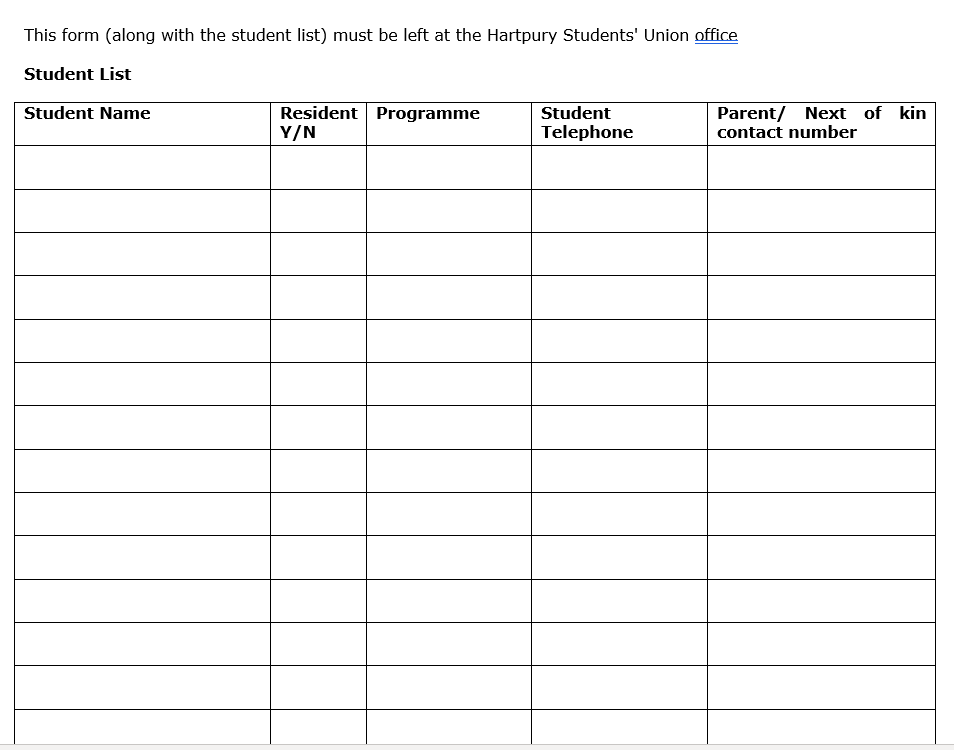 This form (along with the student list) must be left at the Hartpury Students' Union office
Student List
Student Name
Resident
Y/N
Programme
Student
Telephone
Parent/ Next of kin
contact number